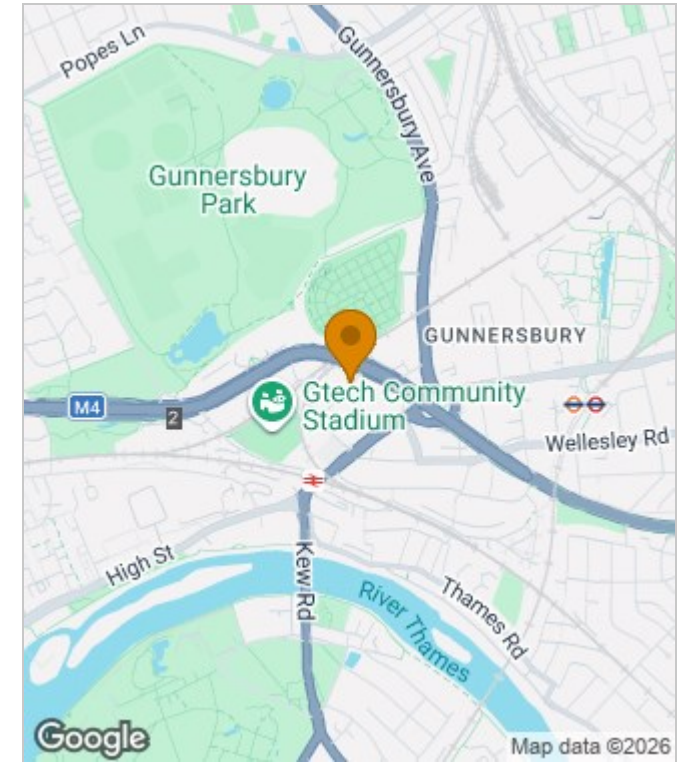 Popes Ln
Gunnersbury Ave
Gunnersbury
Park
GUNNERSBURY
M4
2
Gtech Community
Stadium
Wellesley Rd
High St
Kew Rd
River Thames
Thames Rd
Google
Map data ©2026